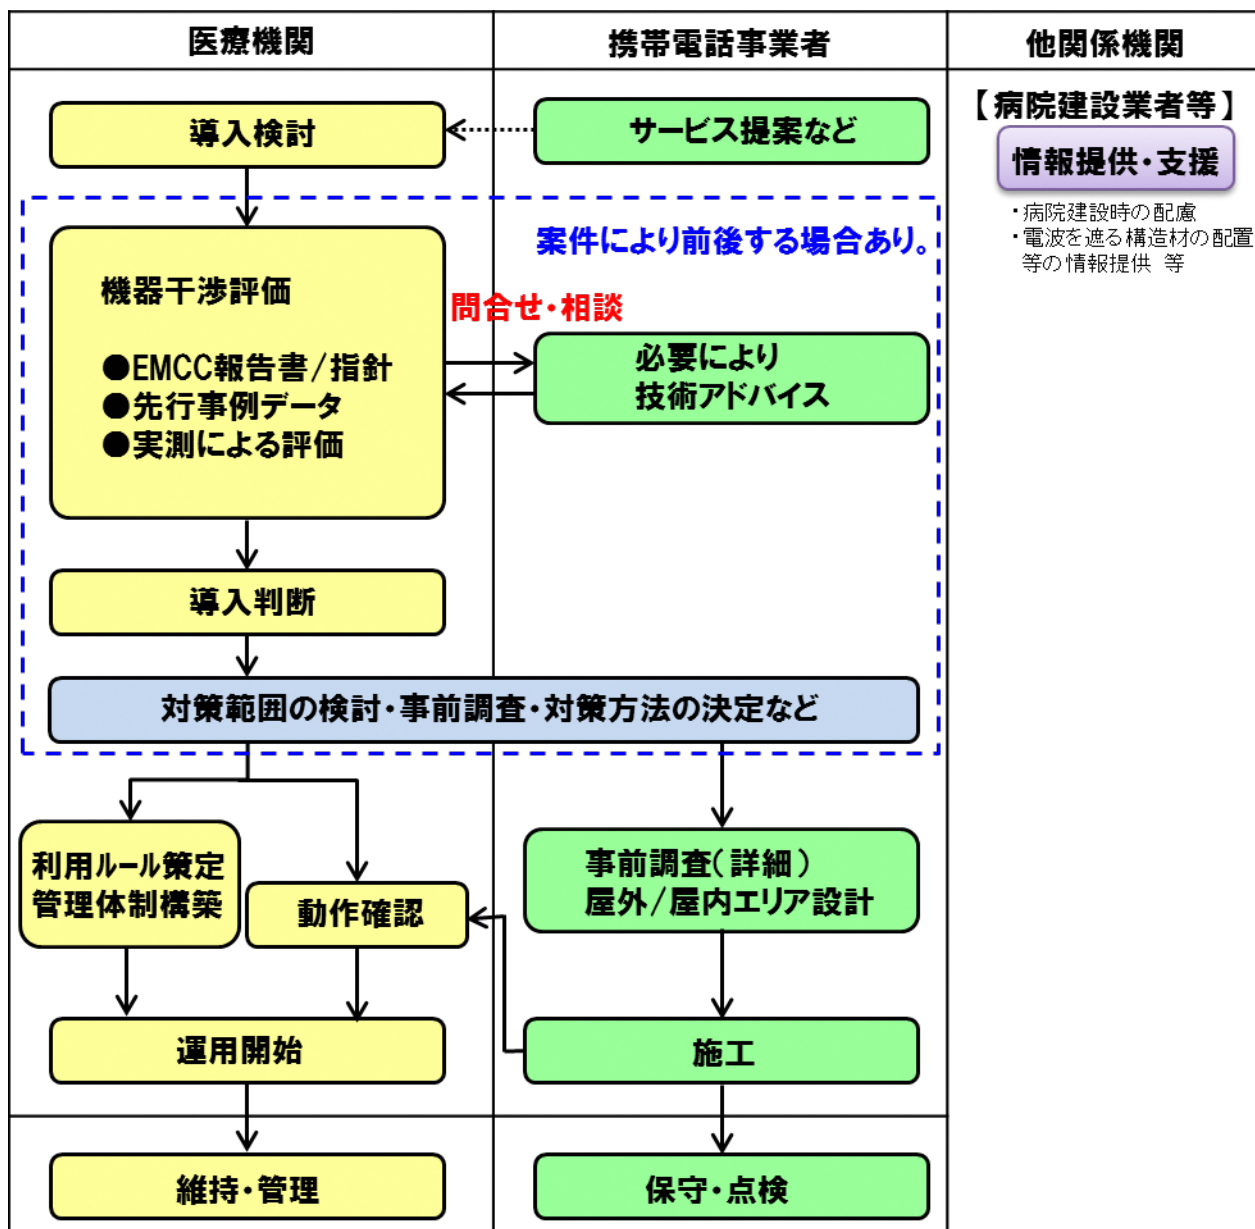 医療機関
携帯電話事業者
他関係機関
導入検討
サービス提案など
【病院建設業者等】
情報提供・支援
・病院建設時の配慮
・電波を遮る構造材の配置
等の情報提供 等
案件により前後する場合あり。
機器干渉評価
●EMCC報告書/指針
●先行事例データ
●実測による評価
問合せ・相談
必要により
技術アドバイス
導入判断
対策範囲の検討・事前調査・対策方法の決定など
利用ルール策定
管理体制構築
動作確認
事前調査(詳細)
屋外/屋内エリア設計
運用開始
施工
維持・管理
保守・点検